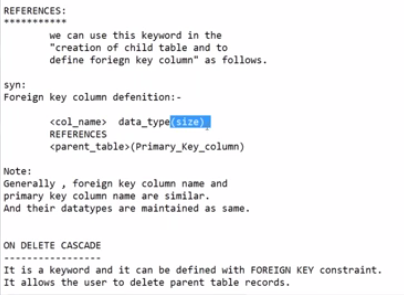 REFERENCES:
***********
we can use this keyword in the
"creation of child table and to
define foriegn key column" as follows.
syn:
Foreign key column defenition:-
<col_name> data_type(size)
REFERENCES
<parent_table>(Primary_Key_column)
Note:
Generally , foreign key column name and
primary key column name are similar.
And their datatypes are maintained as same.
ON DELETE CASCADE
-----------------
It is a keyword and it can be defined with FOREIGN KEY constraint.
It allows the user to delete parent table records.